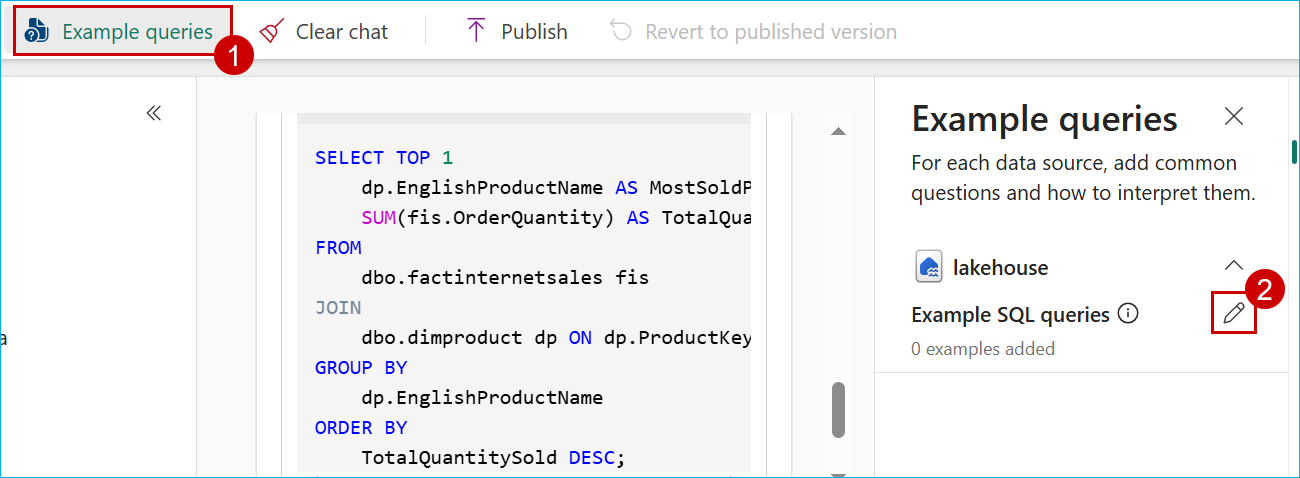 Example queries
1
Clear chat
Publish
Revert to published version
a
SELECT TOP 1
dp.EnglishProductName AS MostSoldP
SUM(fis.OrderQuantity) AS TotalQua
FROM
dbo.factinternetsales fis
JOIN
dbo.dimproduct dp ON dp.ProductKey
GROUP BY
dp.EnglishProductName
ORDER BY
TotalQuantitySold DESC;
Example queries
For each data source, add common
questions and how to interpret them.
lakehouse
2
Example SQL queries
0 examples added